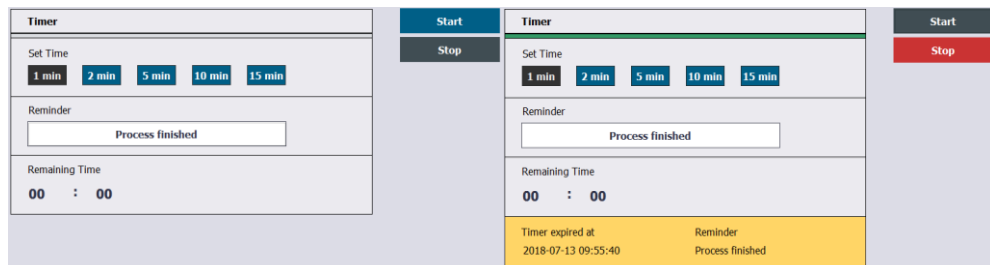 Timer
Start
Stop
Set Time
1 min 2 min 5 min 10 min 15 min
Reminder
Process finished
Remaining Time
00 : 00
Timer
Start
Stop
Set Time
1 min 2 min 5 min 10 min 15 min
Reminder
Process finished
Remaining Time
00 : 00
Timer expired at Reminder
2018-07-13 09:55:40 Process finished